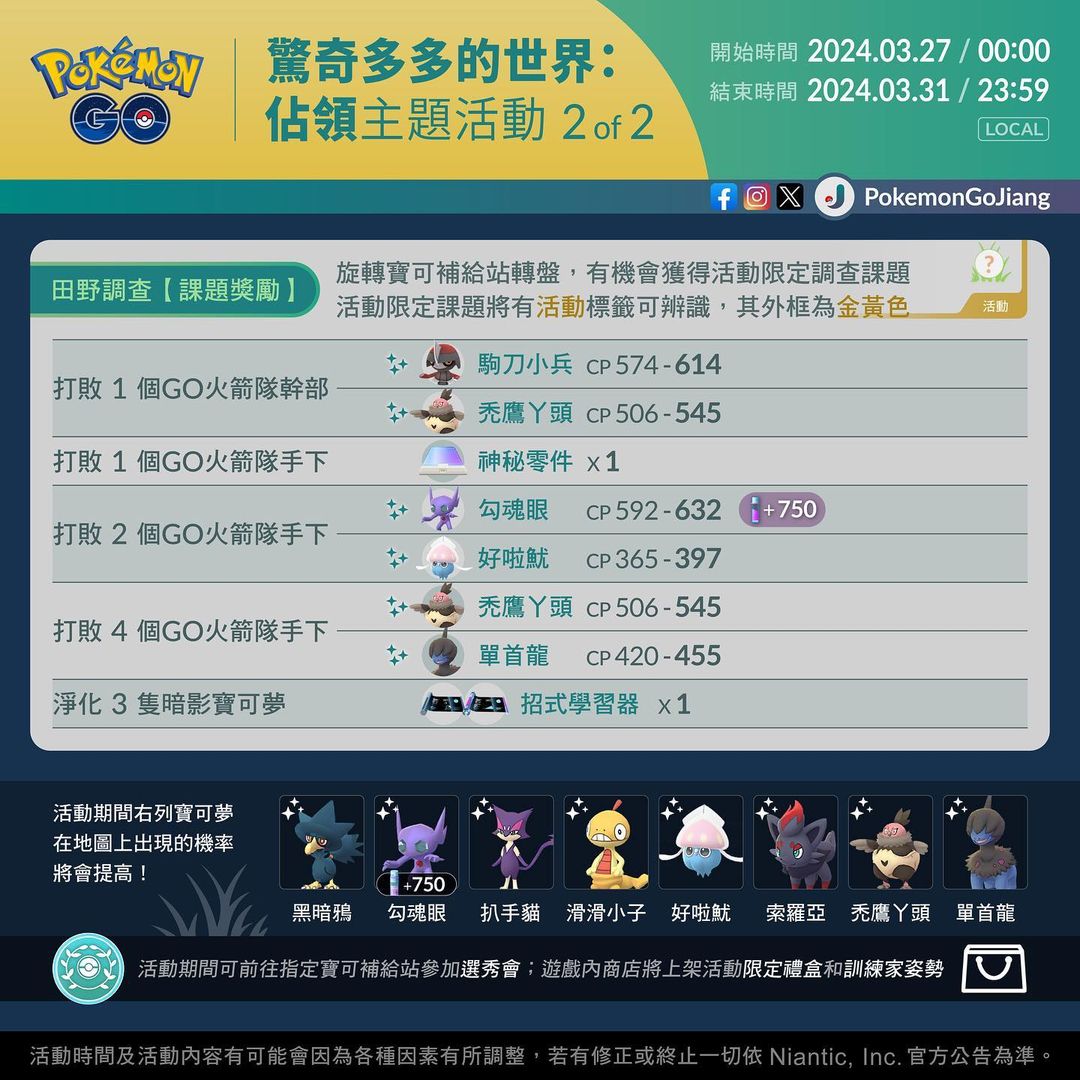 POKéMON
GO
驚奇多多的世界：
佔領主題活動 2 of 2
開始時間 2024.03.27 / 00:00
結束時間 2024.03.31 / 23:59
LOCAL
PokemonGoJiang
田野調查【課題獎勵】
旋轉寶可補給站轉盤，有機會獲得活動限定調查課題
活動限定課題將有活動標籤可辨識，其外框為金黃色
?
活動
打敗 1 個GO火箭隊幹部
駒刀小兵 CP 574 - 614
禿鷹丫頭 CP 506 - 545
打敗 1 個GO火箭隊手下
神秘零件 x 1
打敗 2 個GO火箭隊手下
勾魂眼 CP 592 - 632 +750
好啦魷 CP 365 - 397
打敗 4 個GO火箭隊手下
禿鷹丫頭 CP 506 - 545
單首龍 CP 420 - 455
淨化 3 隻暗影寶可夢
招式學習器 x 1
活動期間右列寶可夢
在地圖上出現的機率
將會提高！
+750
黑暗鴉 勾魂眼 扒手貓 滑滑小子 好啦魷 索羅亞 禿鷹丫頭 單首龍
活動期間可前往指定寶可補給站參加選秀會；遊戲內商店將上架活動限定禮盒和訓練家姿勢
活動時間及活動內容有可能會因為各種因素有所調整，若有修正或終止一切依 Niantic, Inc. 官方公告為準。